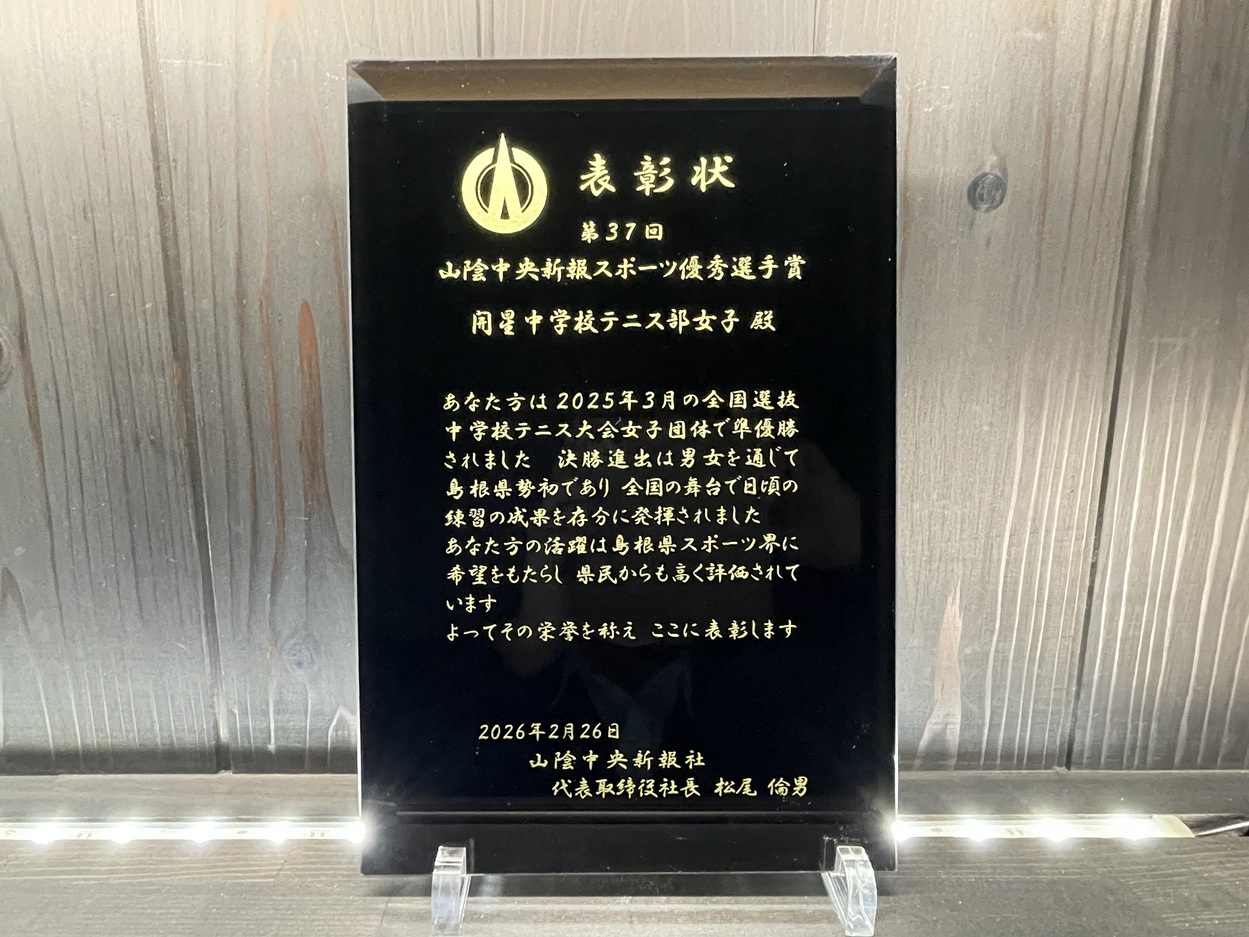 表彰状
第37回
山陰中央新報スポーツ優秀選手賞
開星中学校テニス部女子 殿
あなた方は 2025年3月の全国選抜
中学校テニス大会女子団体で準優勝
されました　決勝進出は男女を通じて
島根県勢初であり 全国の舞台で日頃の
練習の成果を存分に発揮されました
あなた方の活躍は島根県スポーツ界に
希望をもたらし 県民からも高く評価されて
います
よってその栄誉を称え ここに表彰します
2026年2月26日
山陰中央新報社
代表取締役社長 松尾 倫男